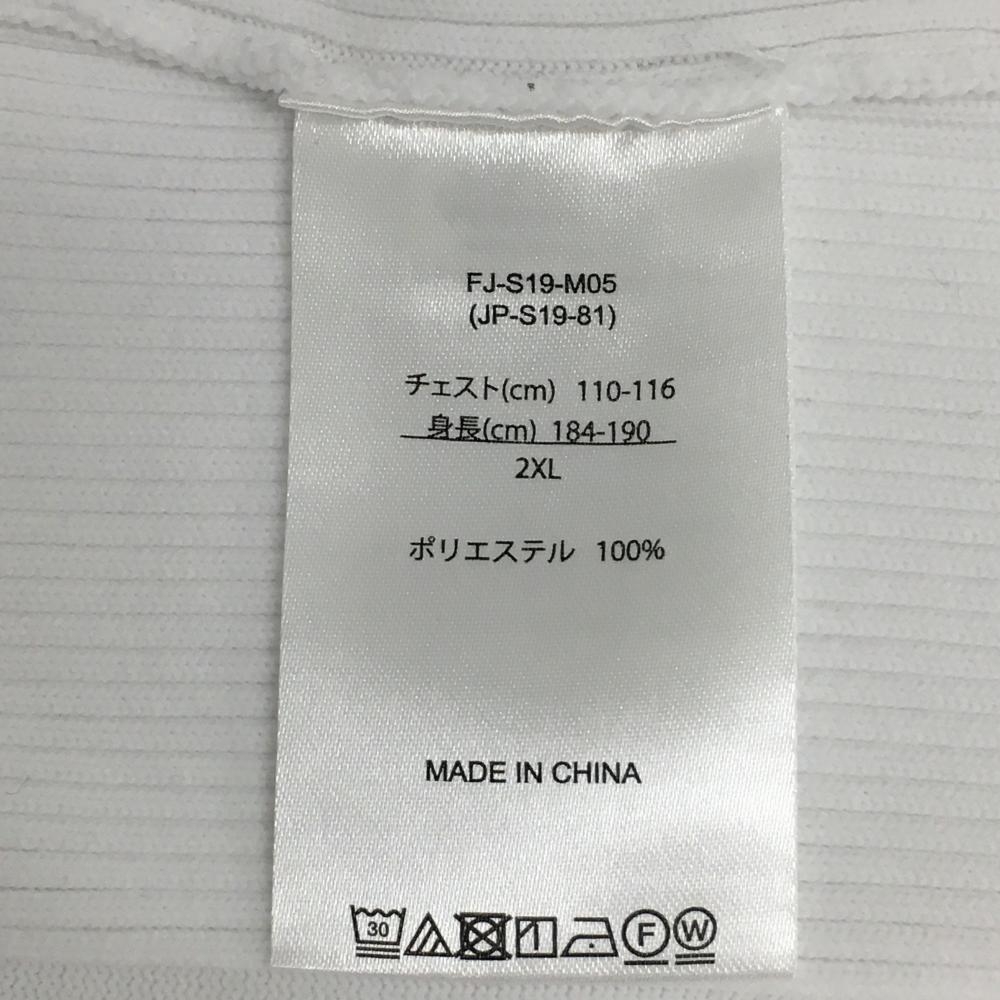 FJ-S19-M05
(JP-S19-81)
チェスト(cm) 110-116
身長(cm) 184-190
2XL
ポリエステル 100%
MADE IN CHINA
30 F W